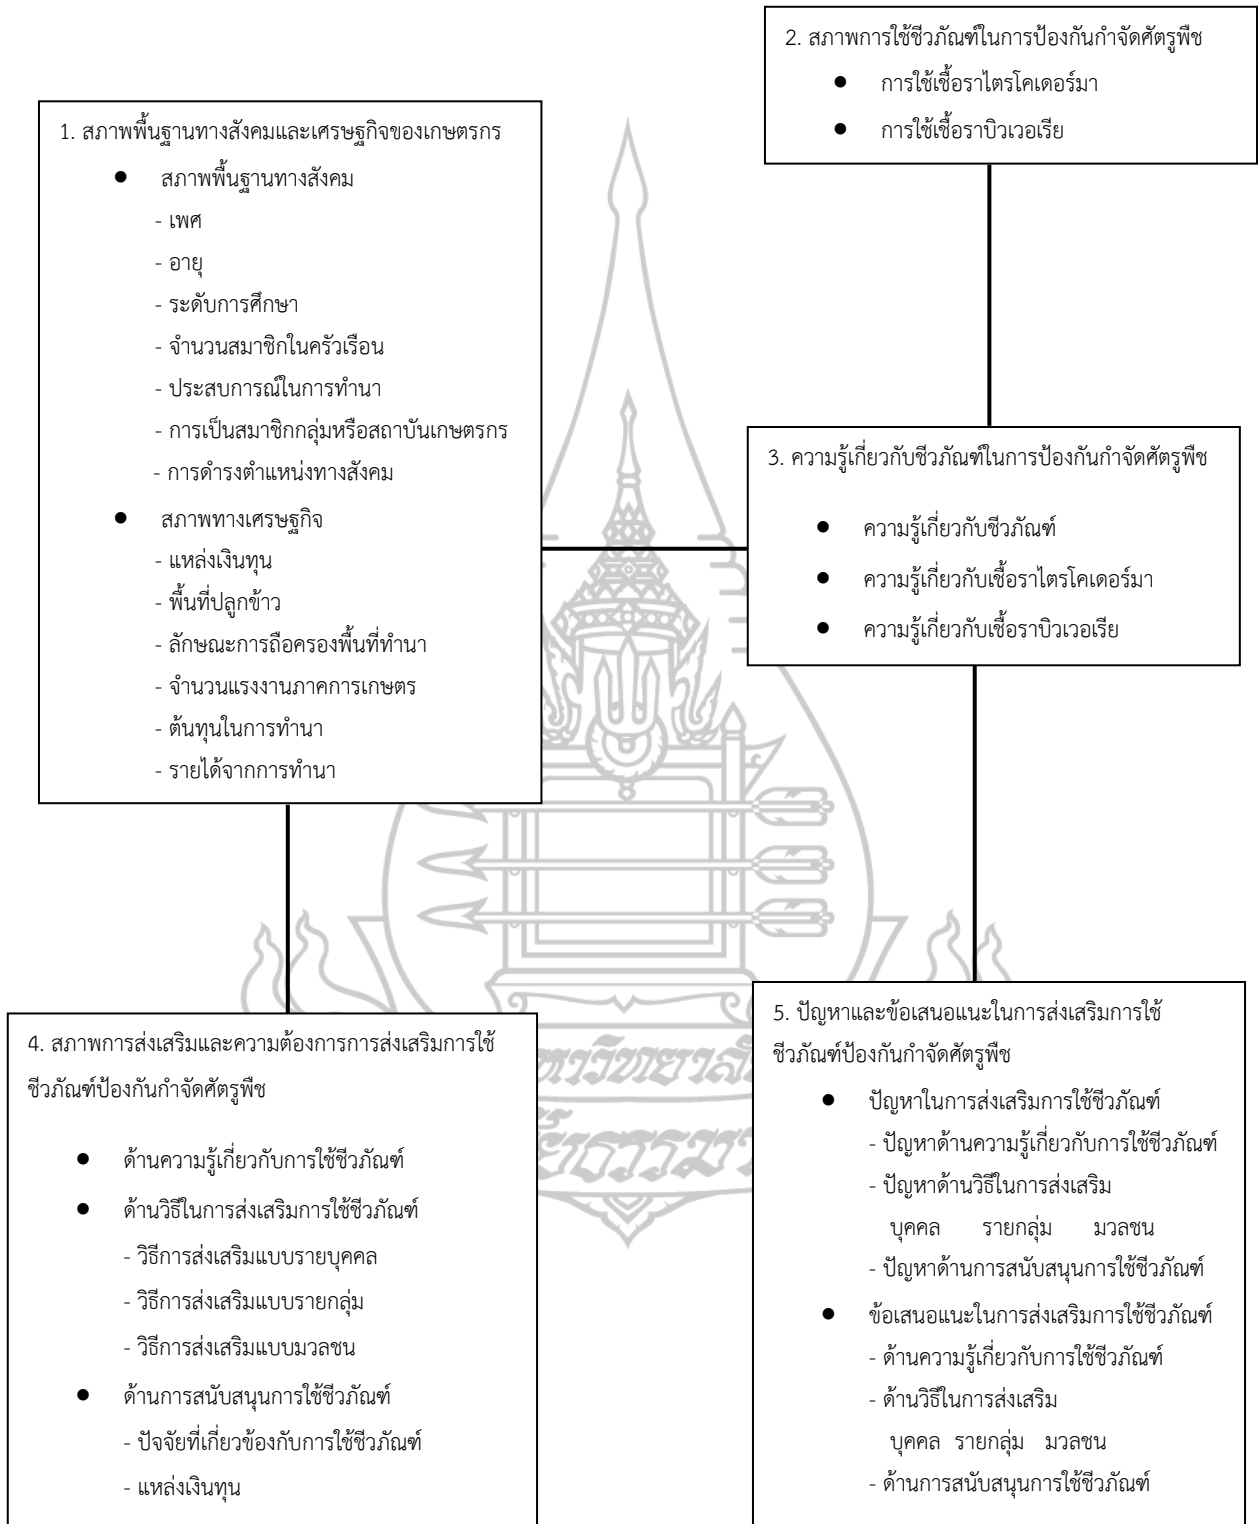 1. สภาพพื้นฐานทางสังคมและเศรษฐกิจของเกษตรกร
● สภาพพื้นฐานทางสังคม
- เพศ
- อายุ
- ระดับการศึกษา
- จำนวนสมาชิกในครัวเรือน
- ประสบการณ์ในการทำนา
- การเป็นสมาชิกกลุ่มหรือสถาบันเกษตรกร
- การดำรงตำแหน่งทางสังคม
● สภาพทางเศรษฐกิจ
- แหล่งเงินทุน
- พื้นที่ปลูกข้าว
- ลักษณะการถือครองพื้นที่ทำนา
- จำนวนแรงงานภาคการเกษตร
- ต้นทุนในการทำนา
- รายได้จากการทำนา
2. สภาพการใช้ชีวภัณฑ์ในการป้องกันกำจัดศัตรูพืช
● การใช้เชื้อราไตรโคเดอร์มา
● การใช้เชื้อราบิวเวอเรีย
3. ความรู้เกี่ยวกับชีวภัณฑ์ในการป้องกันกำจัดศัตรูพืช
● ความรู้เกี่ยวกับชีวภัณฑ์
● ความรู้เกี่ยวกับเชื้อราไตรโคเดอร์มา
● ความรู้เกี่ยวกับเชื้อราบิวเวอเรีย
4. สภาพการส่งเสริมและความต้องการการส่งเสริมการใช้
ชีวภัณฑ์ป้องกันกำจัดศัตรูพืช
● ด้านความรู้เกี่ยวกับการใช้ชีวภัณฑ์
● ด้านวิธีในการส่งเสริมการใช้ชีวภัณฑ์
- วิธีการส่งเสริมแบบรายบุคคล
- วิธีการส่งเสริมแบบรายกลุ่ม
- วิธีการส่งเสริมแบบมวลชน
● ด้านการสนับสนุนการใช้ชีวภัณฑ์
- ปัจจัยที่เกี่ยวข้องกับการใช้ชีวภัณฑ์
- แหล่งเงินทุน
5. ปัญหาและข้อเสนอแนะในการส่งเสริมการใช้
ชีวภัณฑ์ป้องกันกำจัดศัตรูพืช
● ปัญหาในการส่งเสริมการใช้ชีวภัณฑ์
- ปัญหาด้านความรู้เกี่ยวกับการใช้ชีวภัณฑ์
- ปัญหาด้านวิธีในการส่งเสริม
บุคคล รายกลุ่ม มวลชน
- ปัญหาด้านการสนับสนุนการใช้ชีวภัณฑ์
● ข้อเสนอแนะในการส่งเสริมการใช้ชีวภัณฑ์
- ด้านความรู้เกี่ยวกับการใช้ชีวภัณฑ์
- ด้านวิธีในการส่งเสริม
บุคคล รายกลุ่ม มวลชน
- ด้านการสนับสนุนการใช้ชีวภัณฑ์